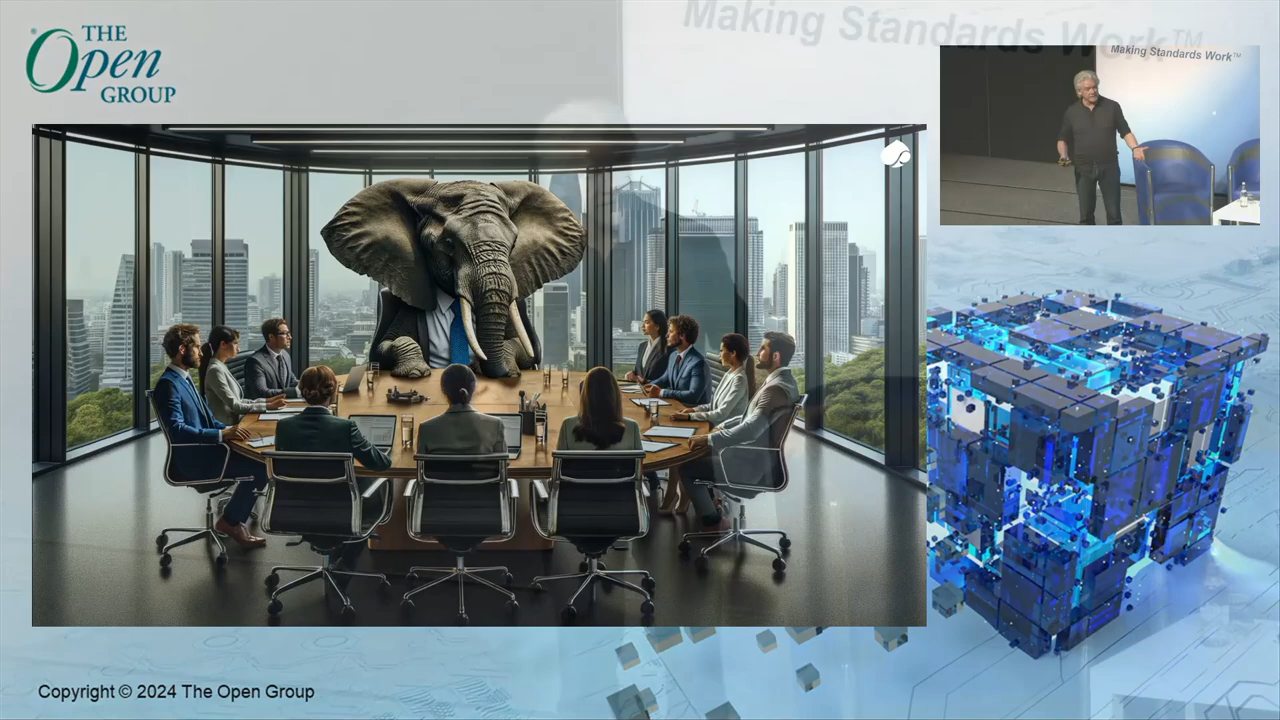 THE
Open
GROUP
Making Standards Work™
Making Standards Work™
Copyright © 2024 The Open Group